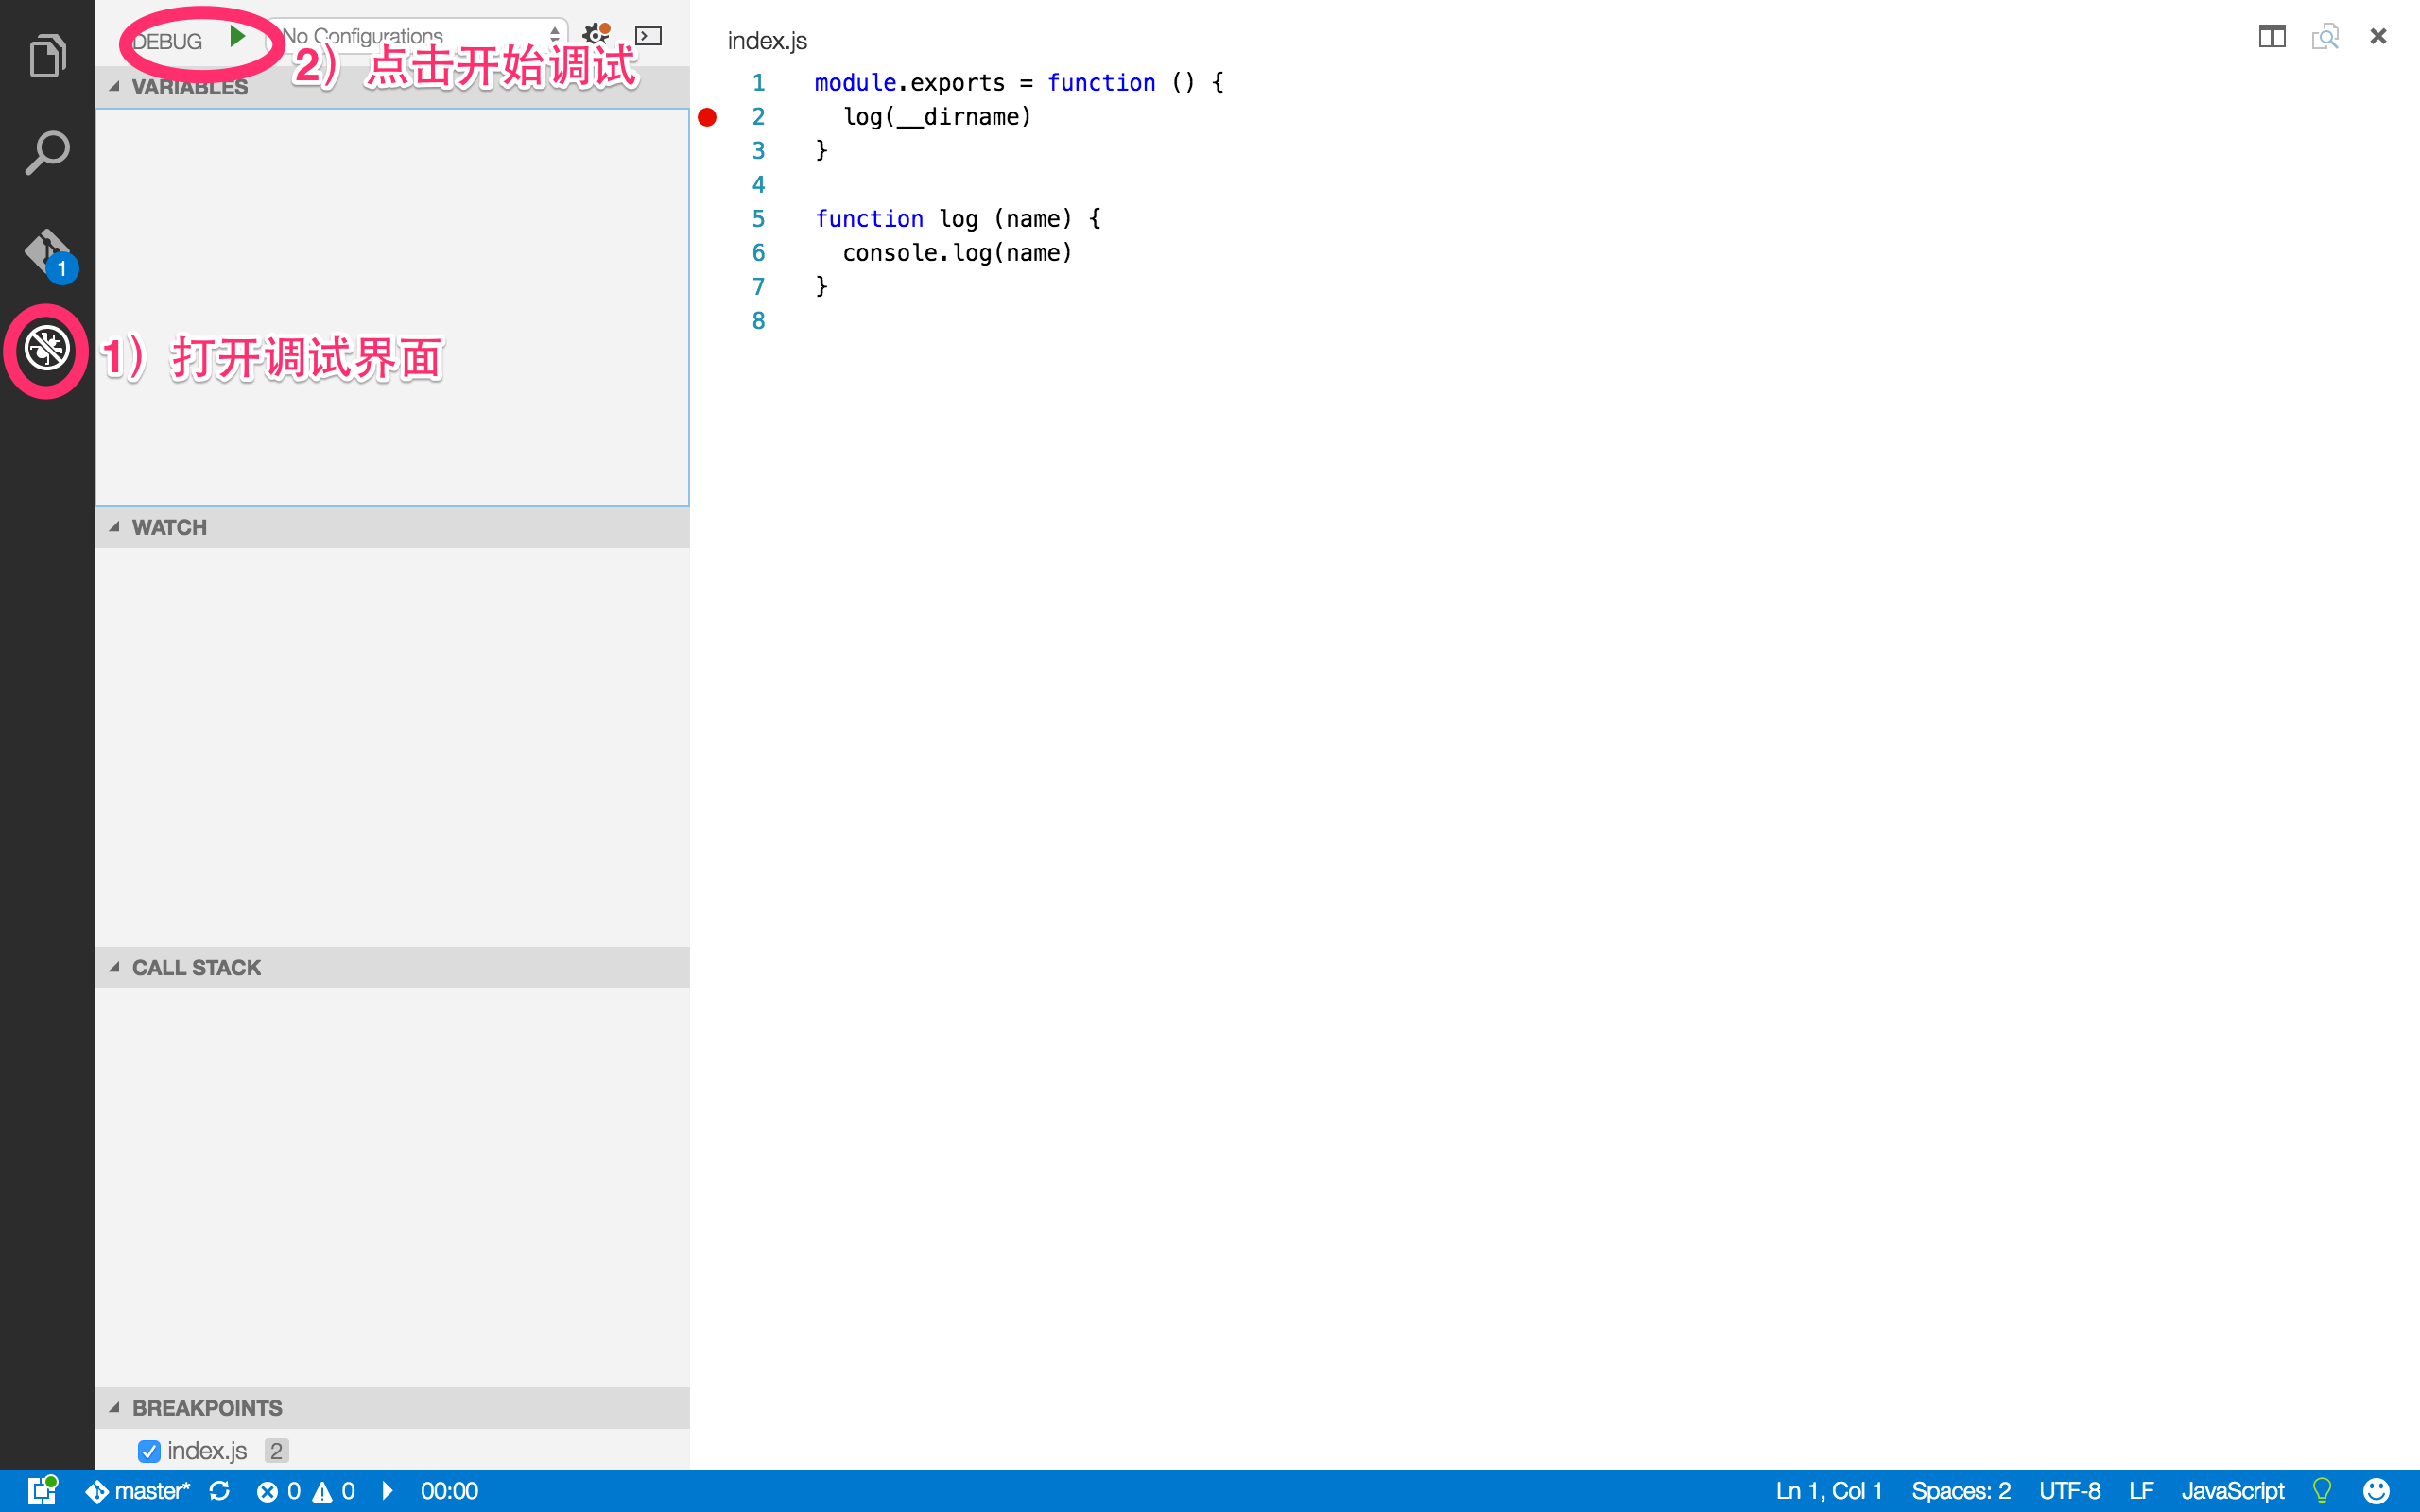 DEBUG
No Configurations
2）点击开始调试
VARIABLES
1）打开调试界面
WATCH
CALL STACK
BREAKPOINTS
index.js 2
index.js
1 module.exports = function () {
2   log(__dirname)
3 }
4
5 function log (name) {
6   console.log(name)
7 }
8
1
master* 0 0 00:00 Ln 1, Col 1 Spaces: 2 UTF-8 LF JavaScript